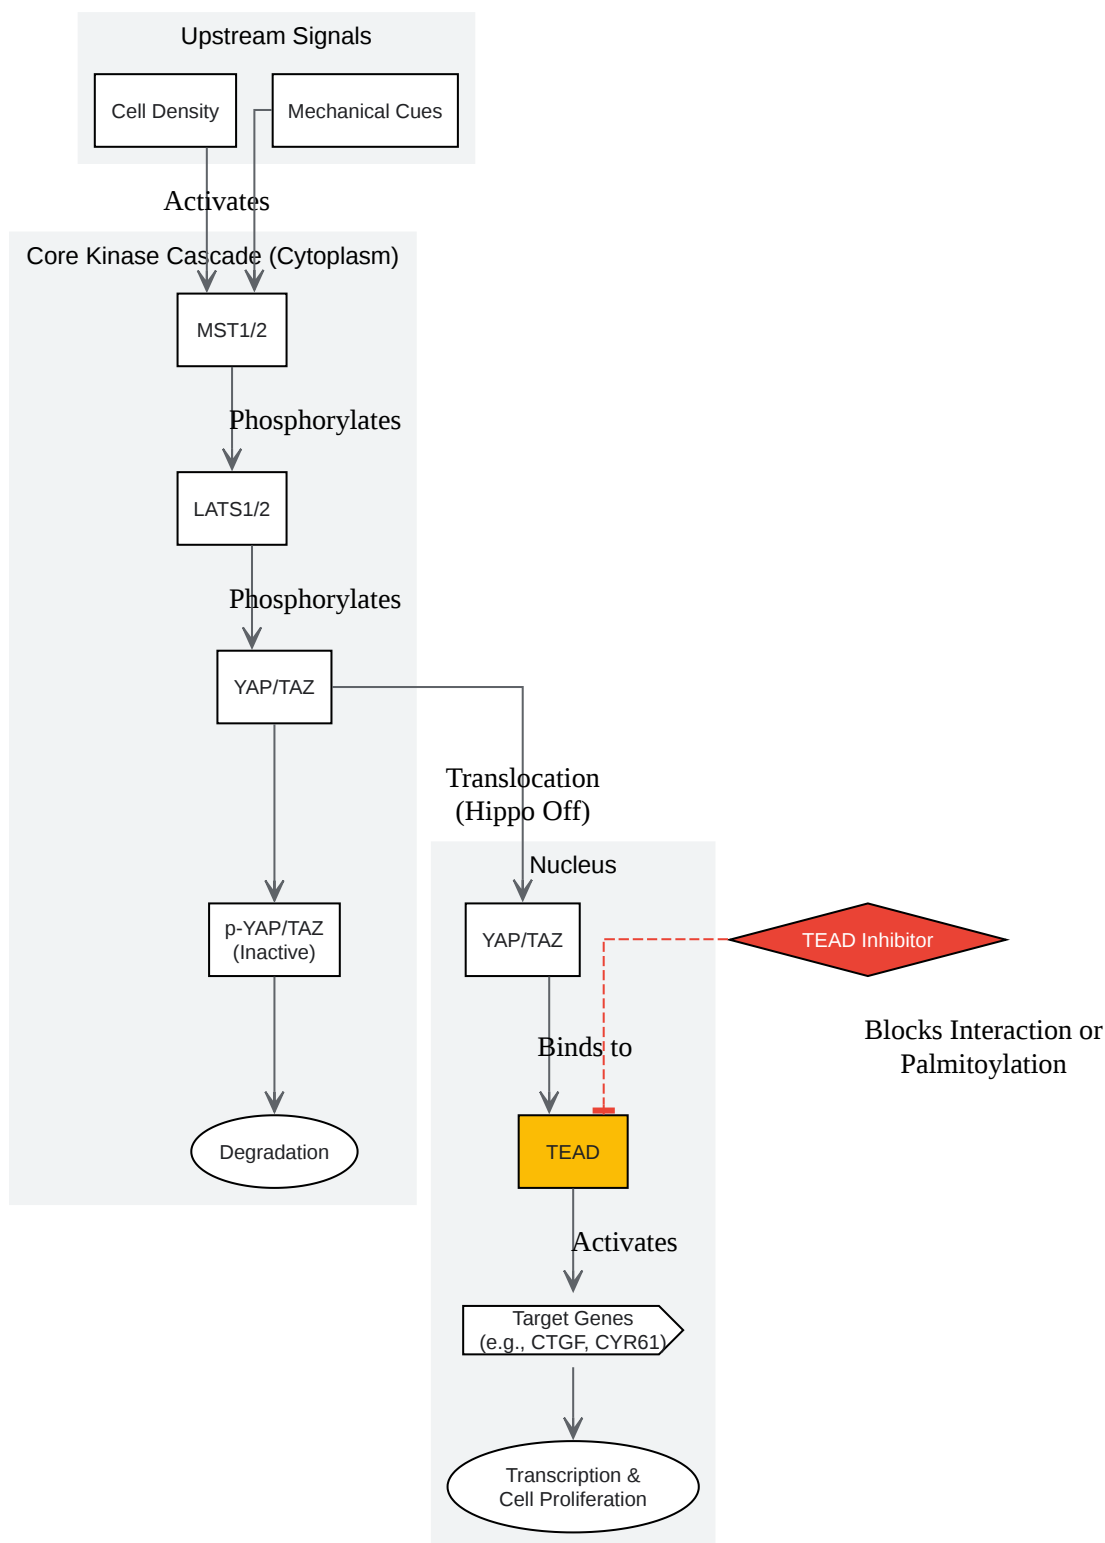 Upstream Signals
Cell Density
Mechanical Cues
Activates
Core Kinase Cascade (Cytoplasm)
MST1/2
Phosphorylates
LATS1/2
Phosphorylates
YAP/TAZ
Translocation
(Hippo Off)
Nucleus
p-YAP/TAZ
(Inactive)
YAP/TAZ
TEAD Inhibitor
Blocks Interaction or
Palmitoylation
Binds to
Degradation
TEAD
Activates
Target Genes
(e.g., CTGF, CYR61)
Transcription &
Cell Proliferation